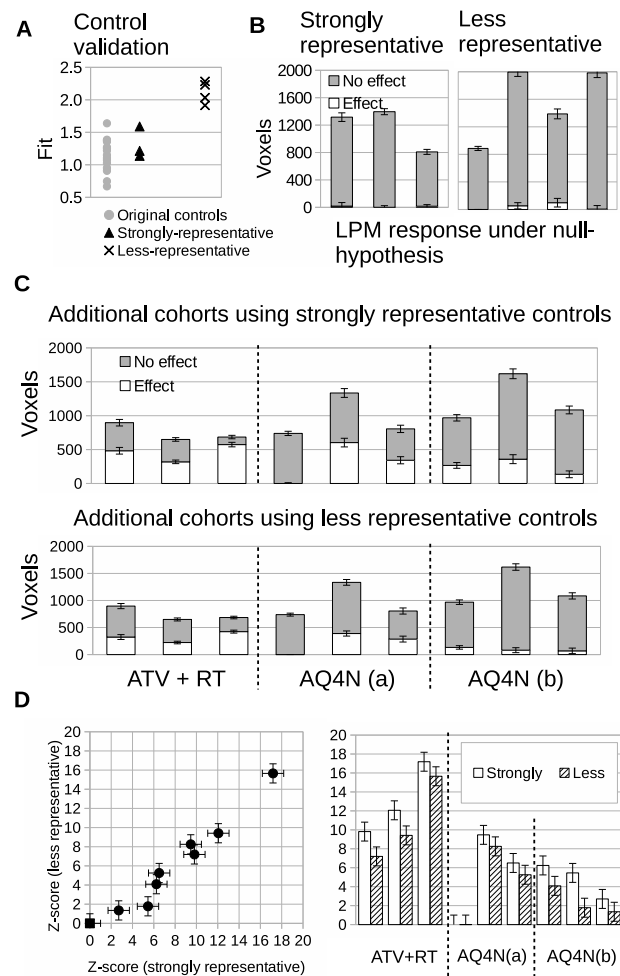 A
Control
validation
2.5
2.0
1.5
1.0
0.5
Fit
Original controls
Strongly-representative
Less-representative
B
Strongly
representative
Less
representative
2000
1600
1200
800
400
0
Voxels
No effect
Effect
LPM response under null-
hypothesis
C
Additional cohorts using strongly representative controls
2000
1500
1000
500
0
Voxels
No effect
Effect
Additional cohorts using less representative controls
2000
1500
1000
500
0
Voxels
ATV + RT
AQ4N (a)
AQ4N (b)
D
20
18
16
14
12
10
8
6
4
2
0
Z-score (less representative)
0 2 4 6 8 10 12 14 16 18 20
Z-score (strongly representative)
20
18
16
14
12
10
8
6
4
2
0
Strongly
Less
ATV+RT
AQ4N(a)
AQ4N(b)